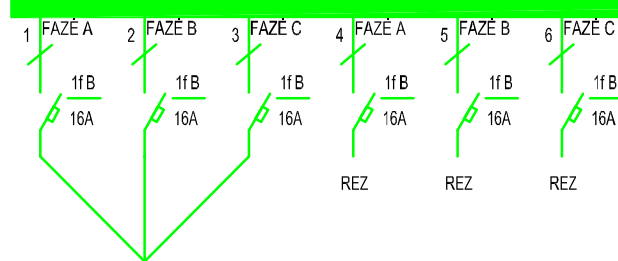 1 FAZĖ A 2 FAZĖ B 3 FAZĖ C 4 FAZĖ A 5 FAZĖ B 6 FAZĖ C
1f B 1f B 1f B 1f B 1f B 1f B
16A 16A 16A 16A 16A 16A
REZ REZ REZ